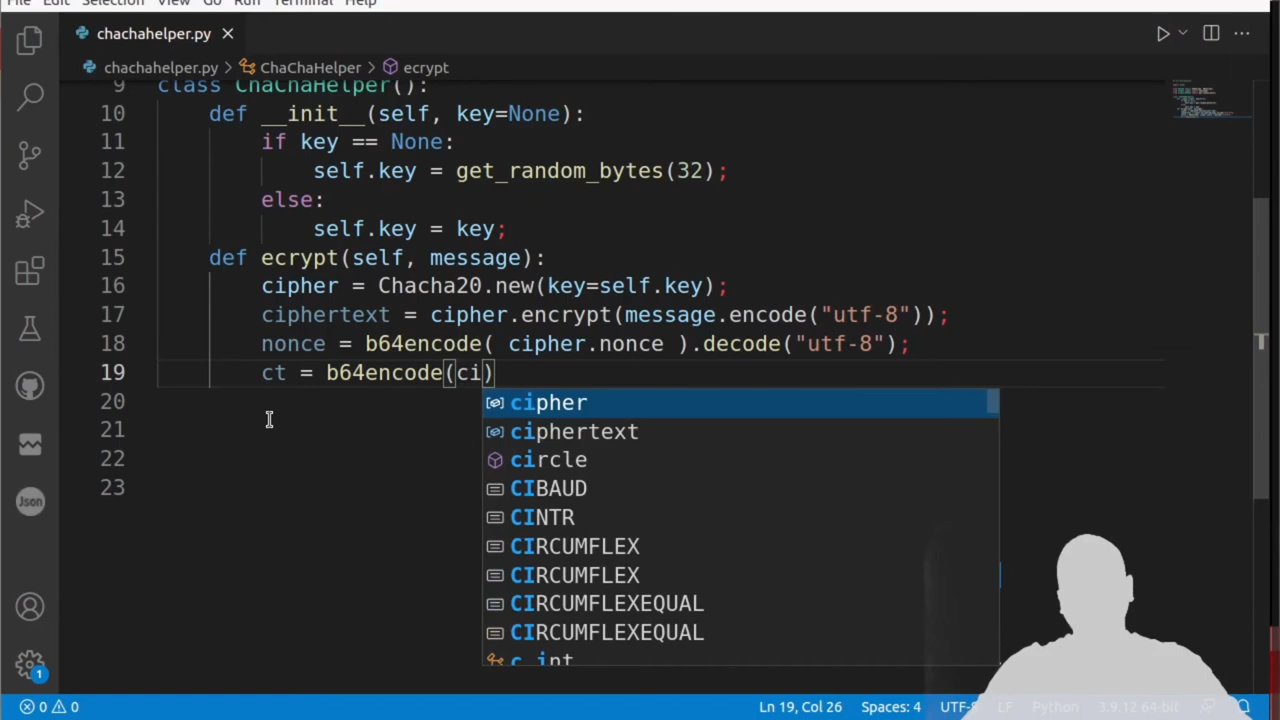 File Edit Selection View Go Run Terminal Help
chachahelper.py
chachahelper.py > ChaChaHelper > ecrypt
9 class ChaChaHelper():
10 def __init__(self, key=None):
11 if key == None:
12 self.key = get_random_bytes(32);
13 else:
14 self.key = key;
15 def ecrypt(self, message):
16 cipher = Chacha20.new(key=self.key);
17 ciphertext = cipher.encrypt(message.encode("utf-8"));
18 nonce = b64encode( cipher.nonce ).decode("utf-8");
19 ct = b64encode(ci)
20 cipher
21 ciphertext
22 circle
23 CIBAUD
CINTR
CIRCUMFLEX
CIRCUMFLEX
CIRCUMFLEXEQUAL
CIRCUMFLEXEQUAL
c_int
Json
1
0 0 Ln 19, Col 26 Spaces: 4 UTF-8 LF Python 3.9.12 64-bit